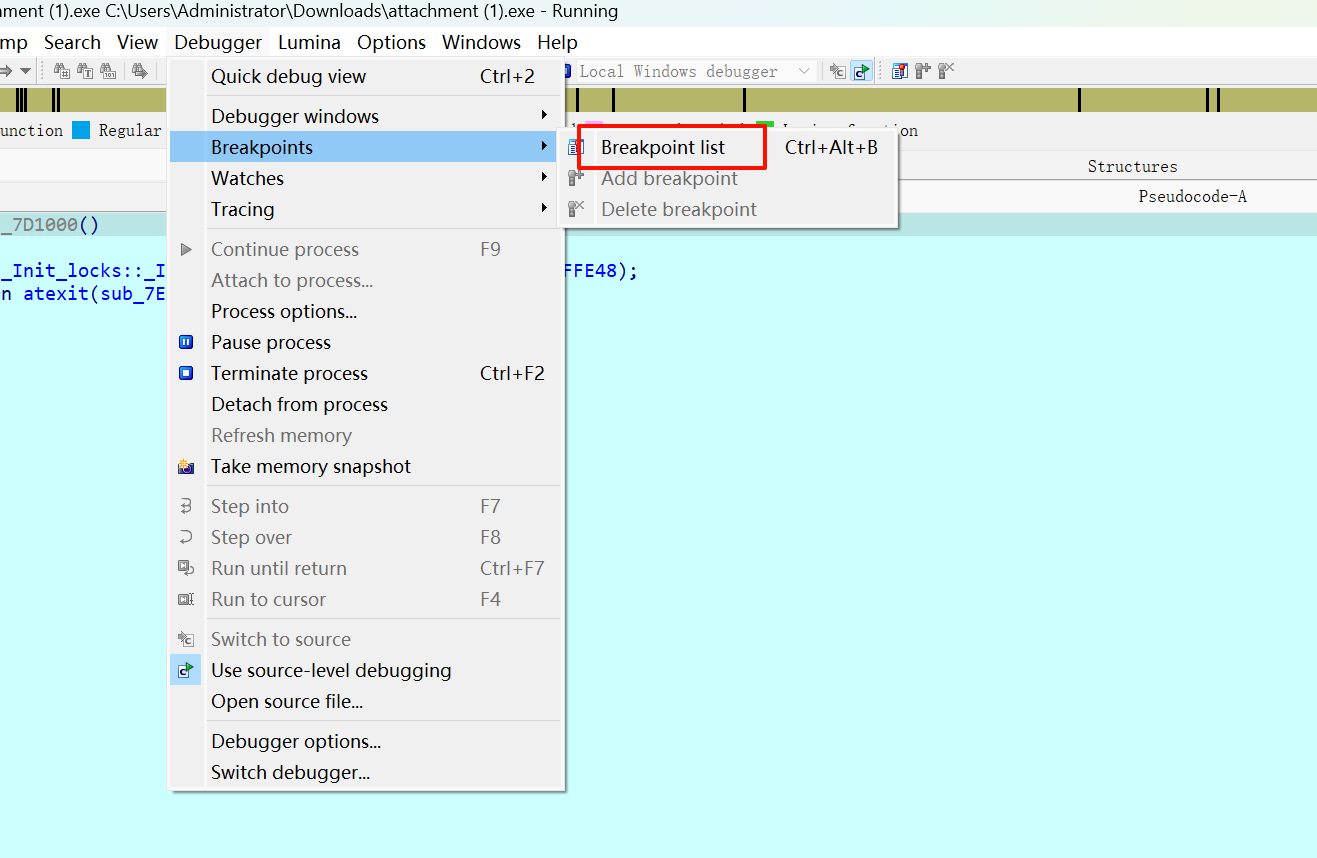 ment (1).exe C:\Users\Administrator\Downloads\attachment (1).exe - Running
mp Search View Debugger Lumina Options Windows Help
Local Windows debugger
unction Regular
on
Structures
Pseudocode-A
_7D1000()
_Init_locks::_I
FFE48);
n atexit(sub_7E
Quick debug view Ctrl+2
Debugger windows
Breakpoints
Watches
Tracing
Continue process F9
Attach to process...
Process options...
Pause process
Terminate process Ctrl+F2
Detach from process
Refresh memory
Take memory snapshot
Step into F7
Step over F8
Run until return Ctrl+F7
Run to cursor F4
Switch to source
Use source-level debugging
Open source file...
Debugger options...
Switch debugger...
Breakpoint list Ctrl+Alt+B
Add breakpoint
Delete breakpoint